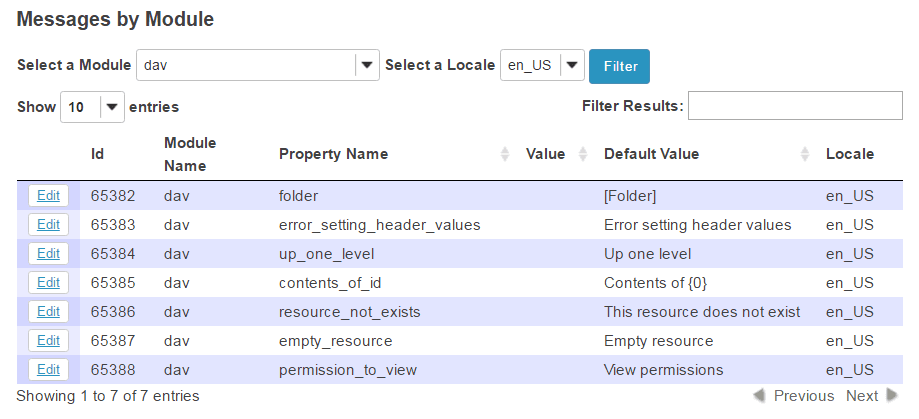 Messages by Module
Select a Module dav Select a Locale en_US Filter
Show 10 entries Filter Results:
Id Module Name Property Name Value Default Value Locale
Edit 65382 dav folder [Folder] en_US
Edit 65383 dav error_setting_header_values Error setting header values en_US
Edit 65384 dav up_one_level Up one level en_US
Edit 65385 dav contents_of_id Contents of {0} en_US
Edit 65386 dav resource_not_exists This resource does not exist en_US
Edit 65387 dav empty_resource Empty resource en_US
Edit 65388 dav permission_to_view View permissions en_US
Showing 1 to 7 of 7 entries Previous Next